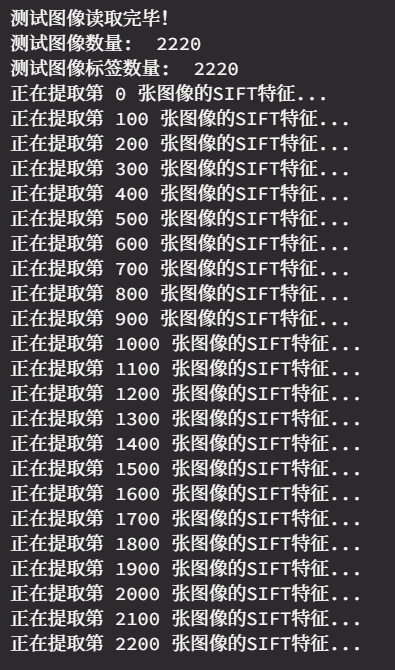 测试图像读取完毕！
测试图像数量:  2220
测试图像标签数量:  2220
正在提取第 0 张图像的SIFT特征...
正在提取第 100 张图像的SIFT特征...
正在提取第 200 张图像的SIFT特征...
正在提取第 300 张图像的SIFT特征...
正在提取第 400 张图像的SIFT特征...
正在提取第 500 张图像的SIFT特征...
正在提取第 600 张图像的SIFT特征...
正在提取第 700 张图像的SIFT特征...
正在提取第 800 张图像的SIFT特征...
正在提取第 900 张图像的SIFT特征...
正在提取第 1000 张图像的SIFT特征...
正在提取第 1100 张图像的SIFT特征...
正在提取第 1200 张图像的SIFT特征...
正在提取第 1300 张图像的SIFT特征...
正在提取第 1400 张图像的SIFT特征...
正在提取第 1500 张图像的SIFT特征...
正在提取第 1600 张图像的SIFT特征...
正在提取第 1700 张图像的SIFT特征...
正在提取第 1800 张图像的SIFT特征...
正在提取第 1900 张图像的SIFT特征...
正在提取第 2000 张图像的SIFT特征...
正在提取第 2100 张图像的SIFT特征...
正在提取第 2200 张图像的SIFT特征...